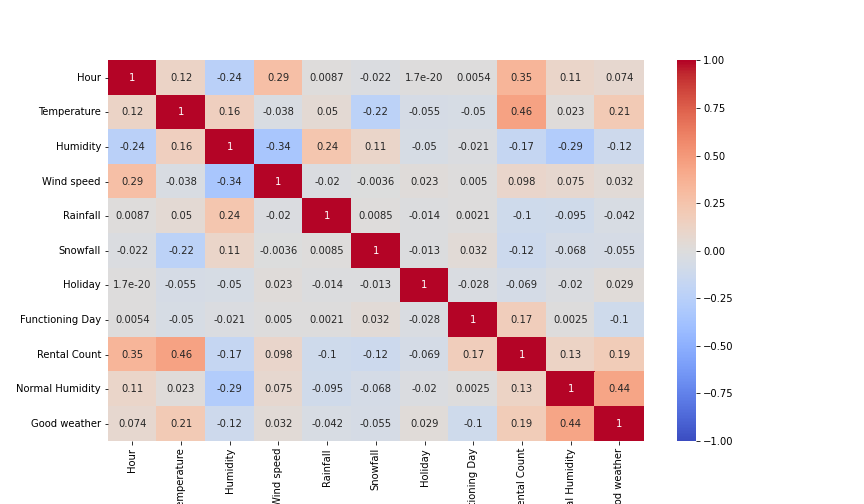 Hour 1 0.12 -0.24 0.29 0.0087 -0.022 1.7e-20 0.0054 0.35 0.11 0.074
Temperature 0.12 1 0.16 -0.038 0.05 -0.22 -0.055 -0.05 0.46 0.023 0.21
Humidity -0.24 0.16 1 -0.34 0.24 0.11 -0.05 -0.021 -0.17 -0.29 -0.12
Wind speed 0.29 -0.038 -0.34 1 -0.02 -0.0036 0.023 0.005 0.098 0.075 0.032
Rainfall 0.0087 0.05 0.24 -0.02 1 0.0085 -0.014 0.0021 -0.1 -0.095 -0.042
Snowfall -0.022 -0.22 0.11 -0.0036 0.0085 1 -0.013 0.032 -0.12 -0.068 -0.055
Holiday 1.7e-20 -0.055 -0.05 0.023 -0.014 -0.013 1 -0.028 -0.069 -0.02 0.029
Functioning Day 0.0054 -0.05 -0.021 0.005 0.0021 0.032 -0.028 1 0.17 0.0025 -0.1
Rental Count 0.35 0.46 -0.17 0.098 -0.1 -0.12 -0.069 0.17 1 0.13 0.19
Normal Humidity 0.11 0.023 -0.29 0.075 -0.095 -0.068 -0.02 0.0025 0.13 1 0.44
Good weather 0.074 0.21 -0.12 0.032 -0.042 -0.055 0.029 -0.1 0.19 0.44 1
Hour
emperature
Humidity
Wind speed
Rainfall
Snowfall
Holiday
tioning Day
ental Count
al Humidity
od weather
1.00
0.75
0.50
0.25
0.00
−0.25
−0.50
−0.75
−1.00